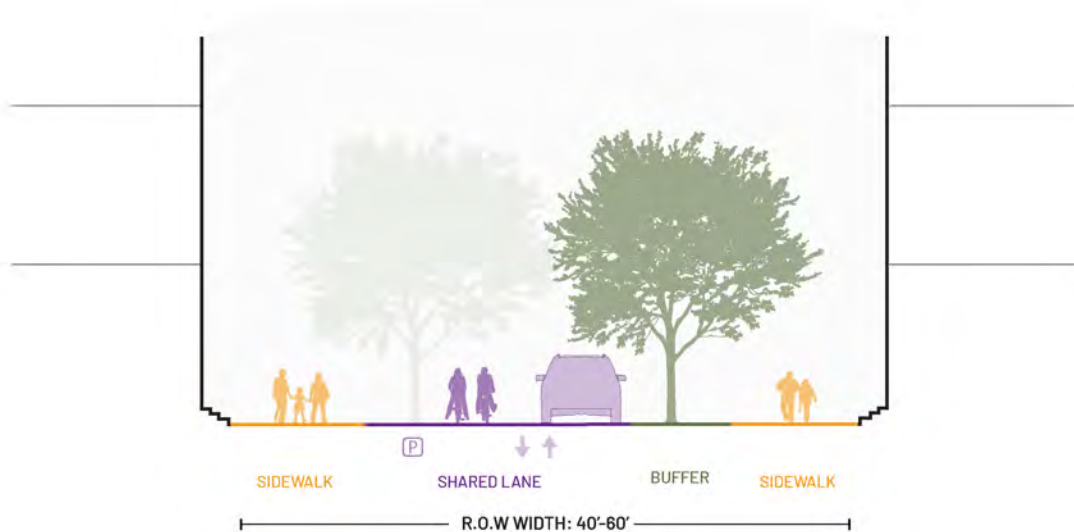 P
SIDEWALK
SHARED LANE
BUFFER
SIDEWALK
R.O.W WIDTH: 40'-60'